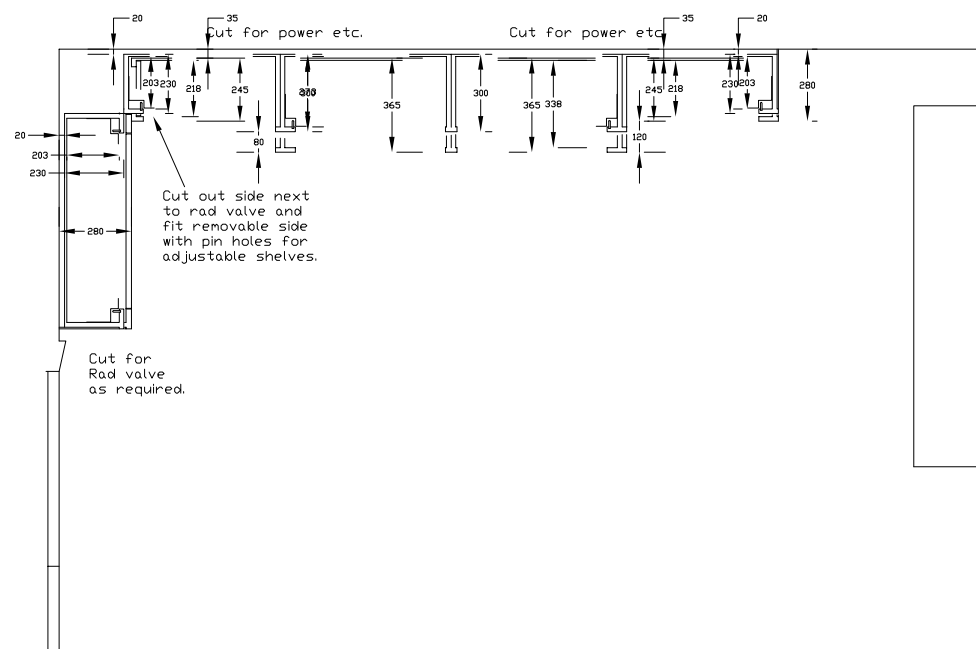 20
35
35
20
Cut for power etc.
Cut for power etc
203
230
218
245
365
300
365
338
245
218
230
203
280
80
120
20
203
230
280
Cut out side next
to rad valve and
fit removable side
with pin holes for
adjustable shelves.
Cut for
Rad valve
as required.